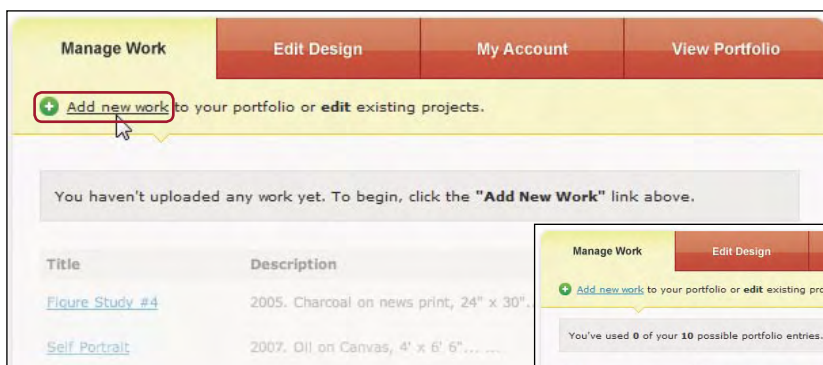 Manage Work Edit Design My Account View Portfolio
Add new work to your portfolio or edit existing projects.
You haven't uploaded any work yet. To begin, click the "Add New Work" link above.
Title Description
Figure Study #4 2005. Charcoal on news print, 24" x 30"..
Self Portrait 2007. Oil on Canvas, 4' x 6' 6"... ...
Manage Work Edit Design
Add new work to your portfolio or edit existing
You've used 0 of your 10 possible portfolio entries.